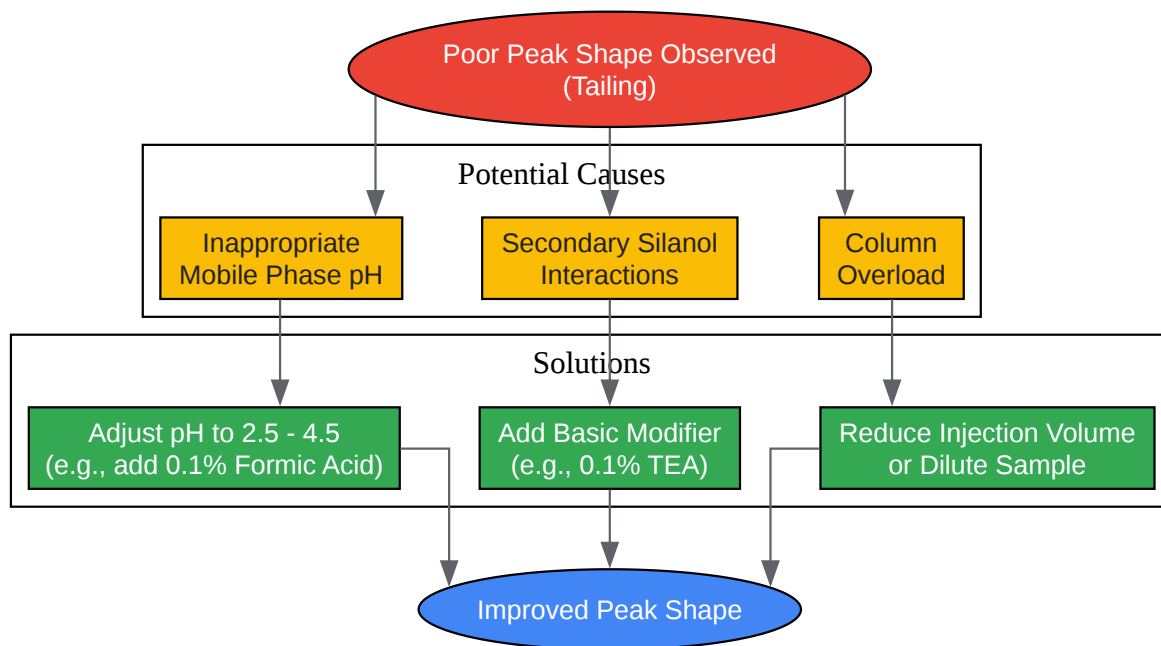 Poor Peak Shape Observed
(Tailing)
Potential Causes
Inappropriate
Mobile Phase pH
Secondary Silanol
Interactions
Column
Overload
Solutions
Adjust pH to 2.5 - 4.5
(e.g., add 0.1% Formic Acid)
Add Basic Modifier
(e.g., 0.1% TEA)
Reduce Injection Volume
or Dilute Sample
Improved Peak Shape